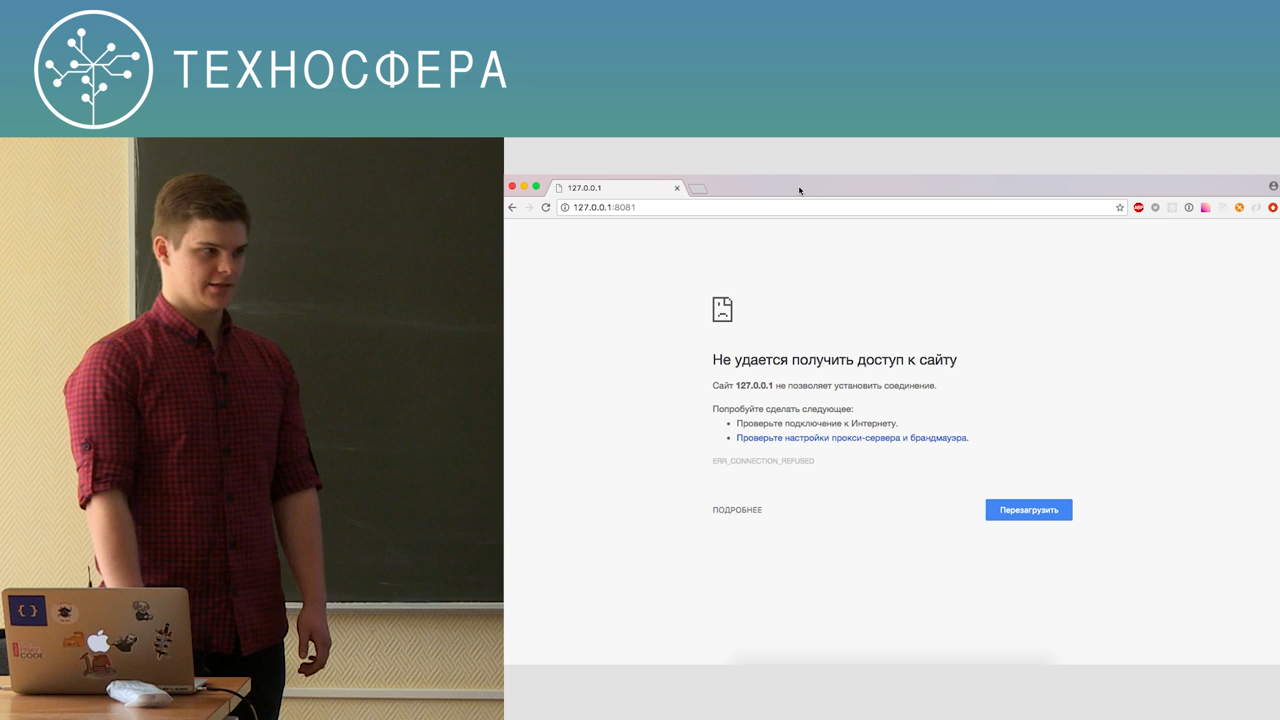 ТЕХНОСФЕРА
127.0.0.1
127.0.0.1:8081
Не удается получить доступ к сайту
Сайт 127.0.0.1 не позволяет установить соединение.
Попробуйте сделать следующее:
Проверьте подключение к Интернету.
Проверьте настройки прокси-сервера и брандмауэра.
ERR_CONNECTION_REFUSED
ПОДРОБНЕЕ
Перезагрузить
{ }
CODE